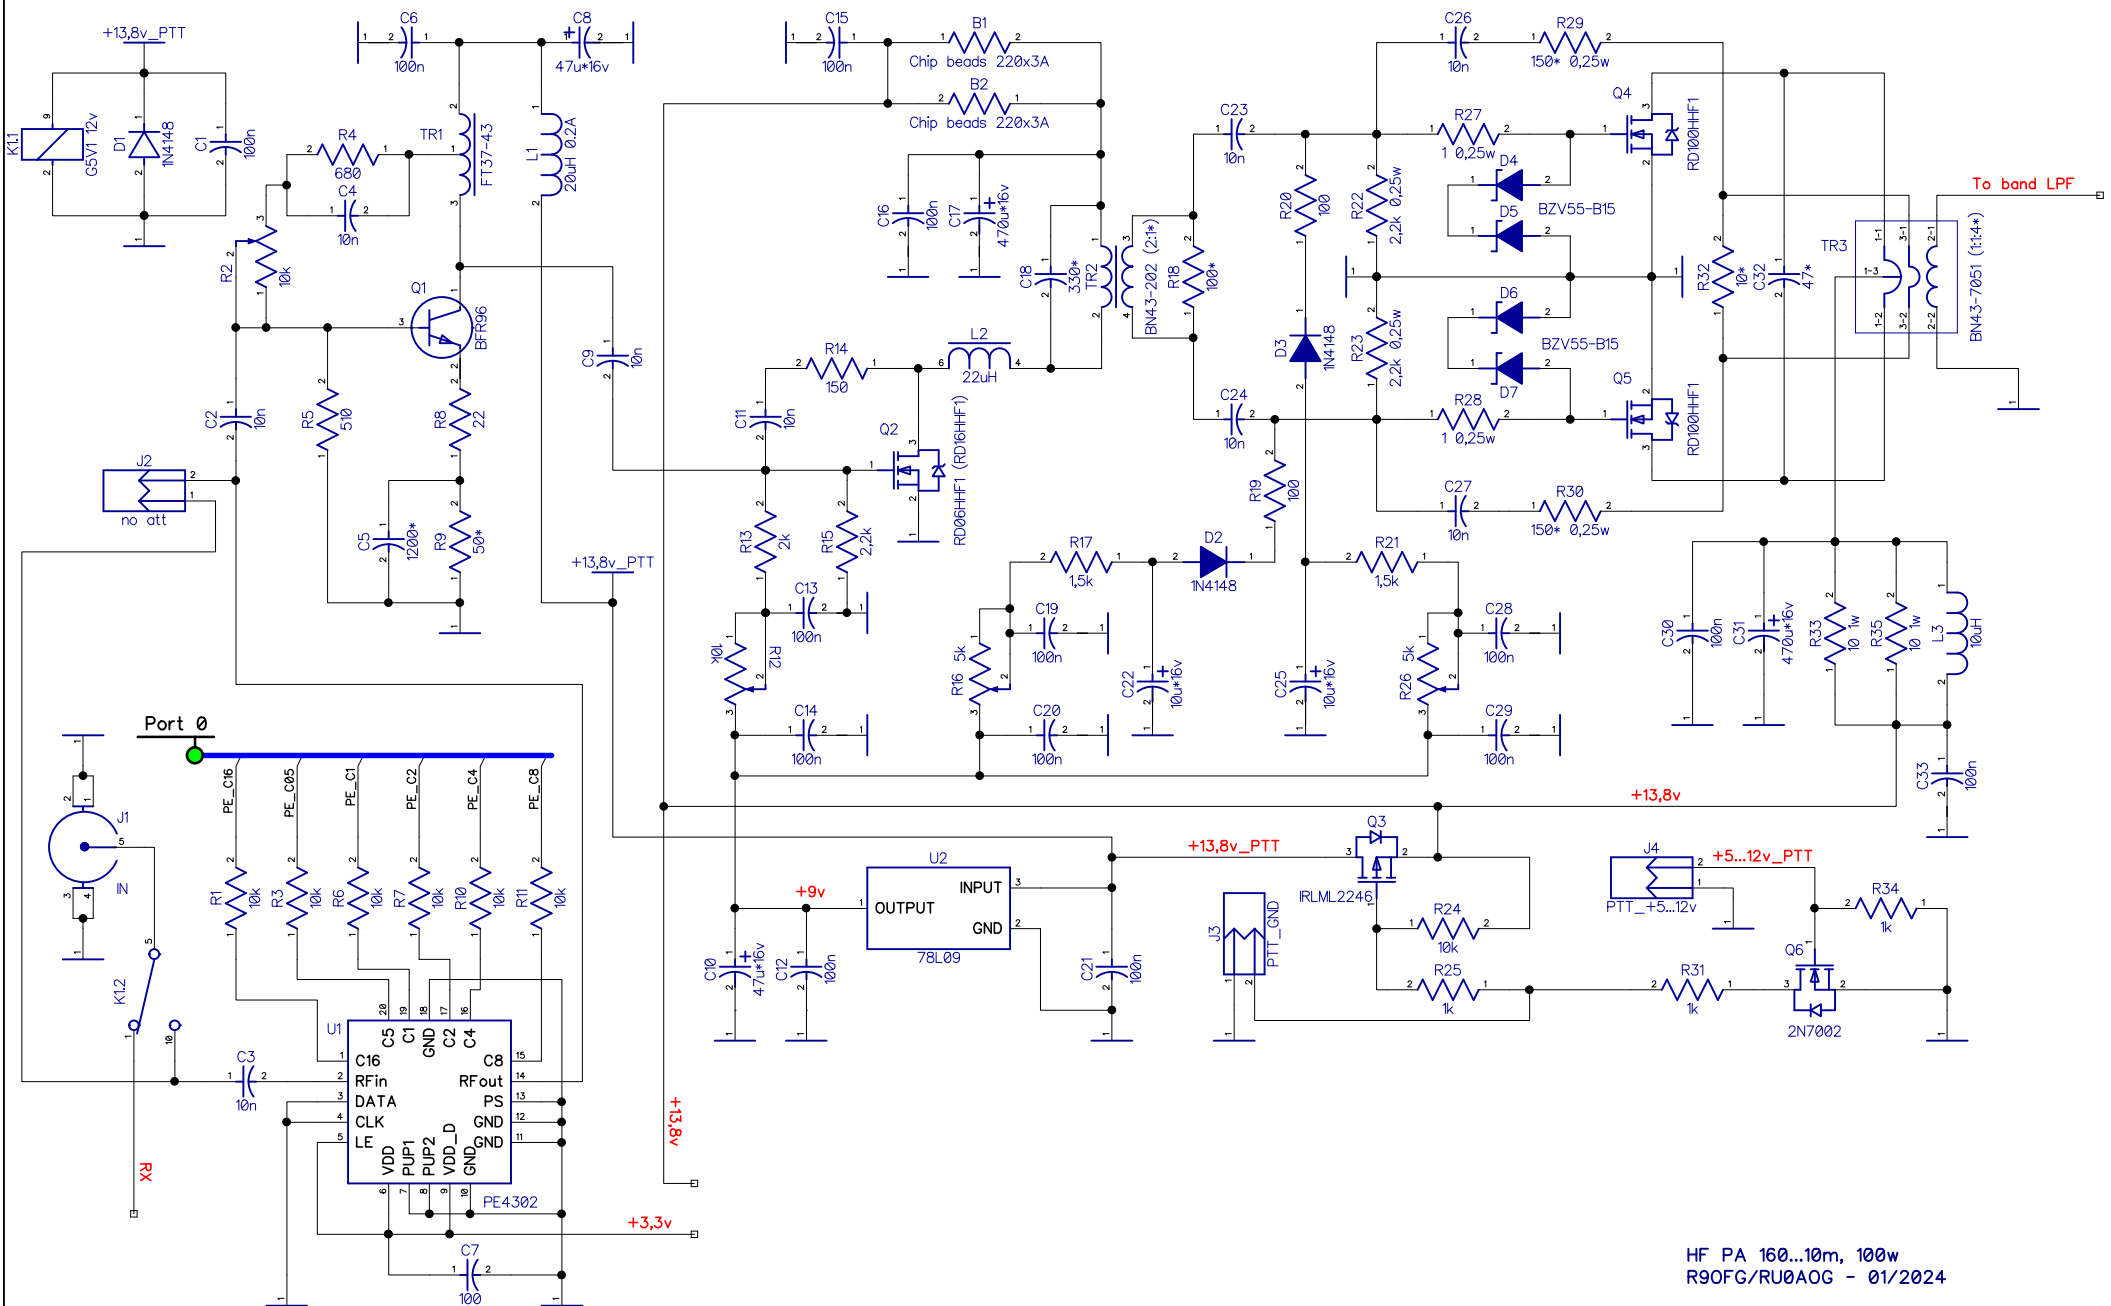 +13,8v_PTT
K1.1
G5V1 12v
D1
1N4148
C1
100n
C6
100n
C8
47u*16v
R4
680
C4
10n
TR1
FT37-43
L1
20uH 0.2A
R2
10k
Q1
BFR96
C2
10n
R5
510
R8
22
C5
1200*
R9
50*
C9
10n
J2
no att
+13,8v_PTT
C15
100n
B1
Chip beads 220x3A
B2
Chip beads 220x3A
C16
100n
C17
470u*16v
C18
330*
TR2
BN43-202 (2:1*)
R18
100*
L2
22uH
R14
150
C11
10n
Q2
RD06HHF1 (RD16HHF1)
R13
2k
R15
2,2k
C13
100n
R12
10k
C14
100n
C23
10n
C24
10n
R20
100
R22
2,2k 0,25w
D3
1N4148
R23
2,2k 0,25w
R19
100
C26
10n
R29
150* 0,25w
R27
1 0,25w
D4
D5
BZV55-B15
D6
BZV55-B15
D7
R28
1 0,25w
C27
10n
R30
150* 0,25w
Q4
RD100HHF1
Q5
RD100HHF1
R32
10*
C32
47*
TR3
1-1
3-1
2-1
1-3
1-2
3-2
2-2
BN43-7051 (1:1:4*)
To band LPF
R17
1,5k
D2
1N4148
R21
1,5k
R16
5k
C19
100n
C20
100n
C22
10u*16v
C25
10u*16v
R26
5k
C28
100n
C29
100n
C30
100n
C31
470u*16v
R33
10 1w
R35
10 1w
L3
10uH
C33
100n
Port 0
PE_C16
PE_C05
PE_C1
PE_C2
PE_C4
PE_C8
J1
IN
R1
10k
R3
10k
R6
10k
R7
10k
R10
10k
R11
10k
K1.2
RX
C3
10n
U1
C5
C1
GND
C2
C4
C16
RFin
DATA
CLK
LE
C8
RFout
PS
GND
GND
VDD
PUP1
PUP2
VDD_D
GND
PE4302
C7
100
+3,3v
+13,8v
+13,8v
+9v
U2
INPUT
OUTPUT
GND
78L09
C10
47u*16v
C12
100n
C21
100n
+13,8v_PTT
Q3
IRLML2246
J3
PTT_GND
R24
10k
R25
1k
R31
1k
J4
PTT_+5...12v
+5...12v_PTT
R34
1k
Q6
2N7002
HF PA 160...10m, 100w
R9OFG/RU0AOG - 01/2024